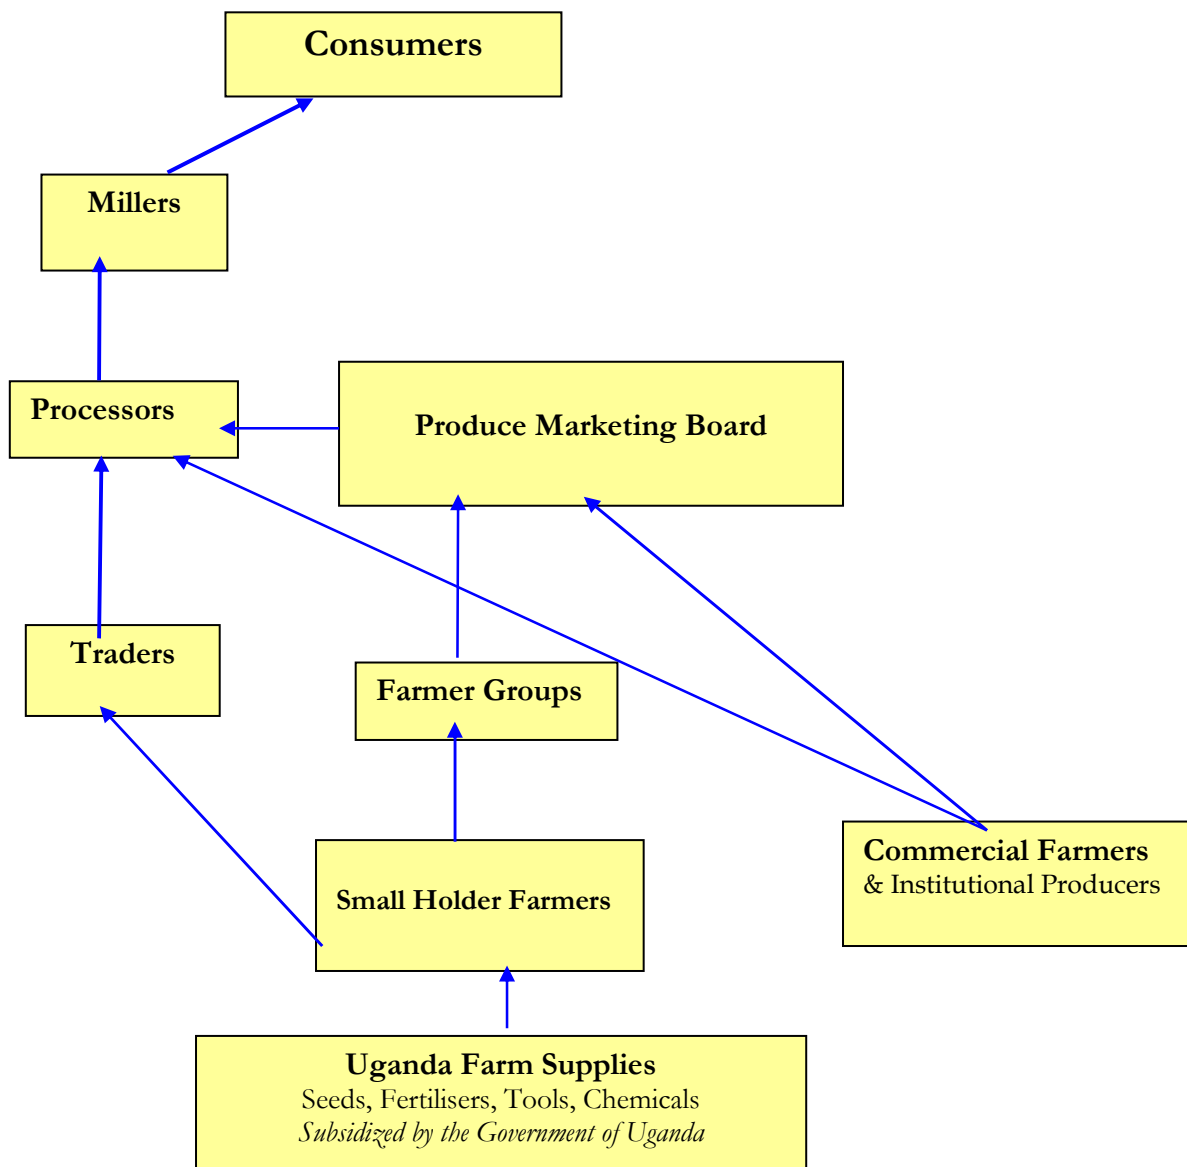 Consumers
Millers
Processors
Produce Marketing Board
Traders
Farmer Groups
Commercial Farmers
& Institutional Producers
Small Holder Farmers
Uganda Farm Supplies
Seeds, Fertilisers, Tools, Chemicals
Subsidized by the Government of Uganda